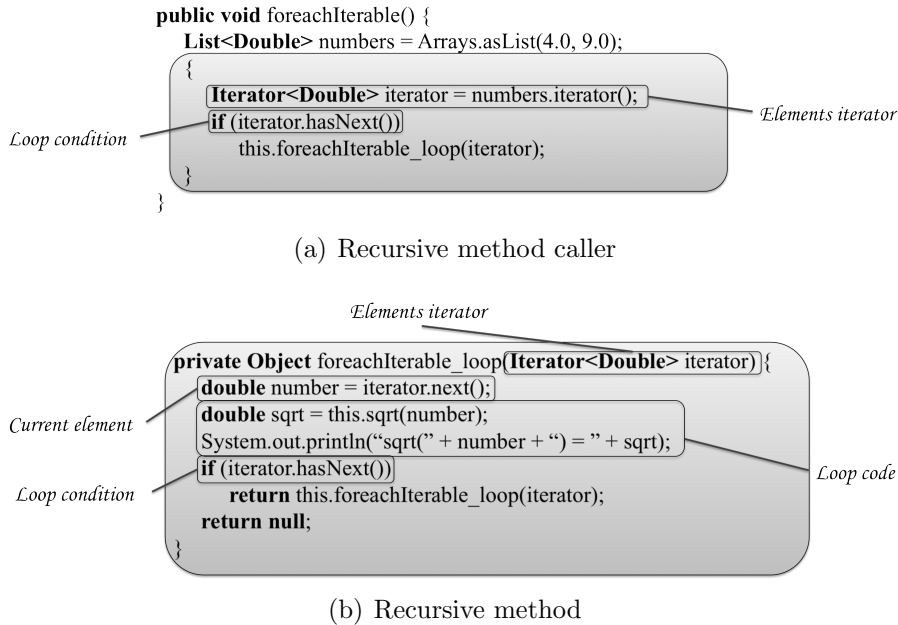 public void foreachIterable() {
List<Double> numbers = Arrays.asList(4.0, 9.0);
{
Iterator<Double> iterator = numbers.iterator();
Elements iterator
if (iterator.hasNext())
Loop condition
this.foreachIterable_loop(iterator);
}
}
(a) Recursive method caller
Elements iterator
private Object foreachIterable_loop(Iterator<Double> iterator) {
double number = iterator.next();
Current element
double sqrt = this.sqrt(number);
System.out.println(“sqrt(” + number + “) = ” + sqrt);
Loop code
if (iterator.hasNext())
Loop condition
return this.foreachIterable_loop(iterator);
return null;
}
(b) Recursive method